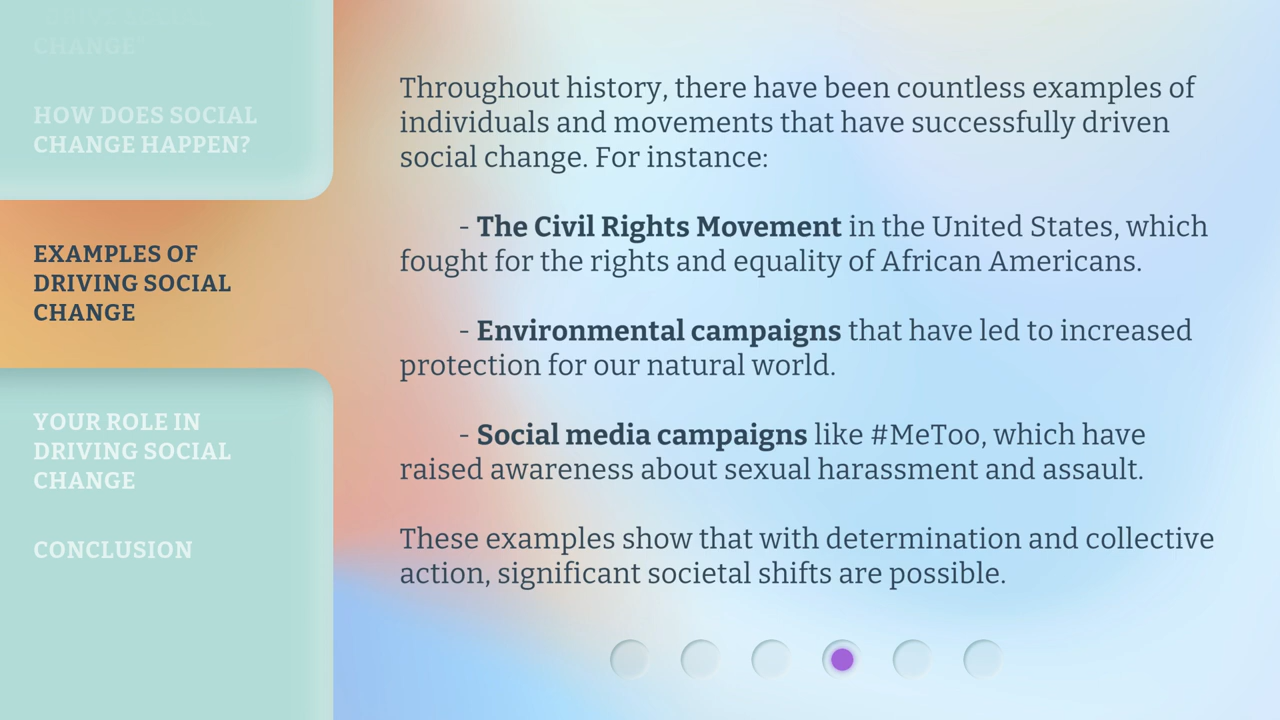 CHANGE"
HOW DOES SOCIAL
CHANGE HAPPEN?
EXAMPLES OF
DRIVING SOCIAL
CHANGE
YOUR ROLE IN
DRIVING SOCIAL
CHANGE
CONCLUSION
Throughout history, there have been countless examples of
individuals and movements that have successfully driven
social change. For instance:
- The Civil Rights Movement in the United States, which
fought for the rights and equality of African Americans.
- Environmental campaigns that have led to increased
protection for our natural world.
- Social media campaigns like #MeToo, which have
raised awareness about sexual harassment and assault.
These examples show that with determination and collective
action, significant societal shifts are possible.